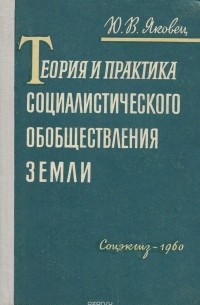 Ю. В. Яковец
ТЕОРИЯ И ПРАКТИКА
СОЦИАЛИСТИЧЕСКОГО
ОБОБЩЕСТВЛЕНИЯ
ЗЕМЛИ
Соцэкгиз – 1960